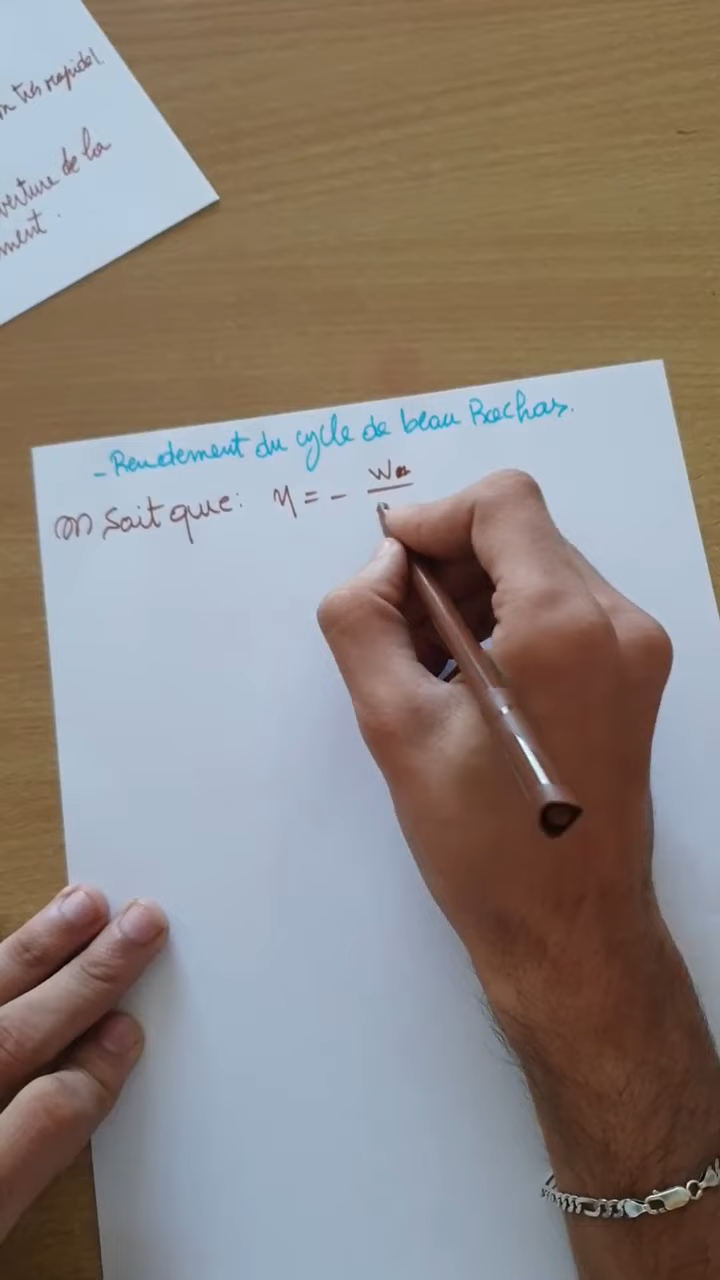 très rapide.
verture de la
ment.
- Rendement du cycle de beau Rochas.
On sait que: η = - W